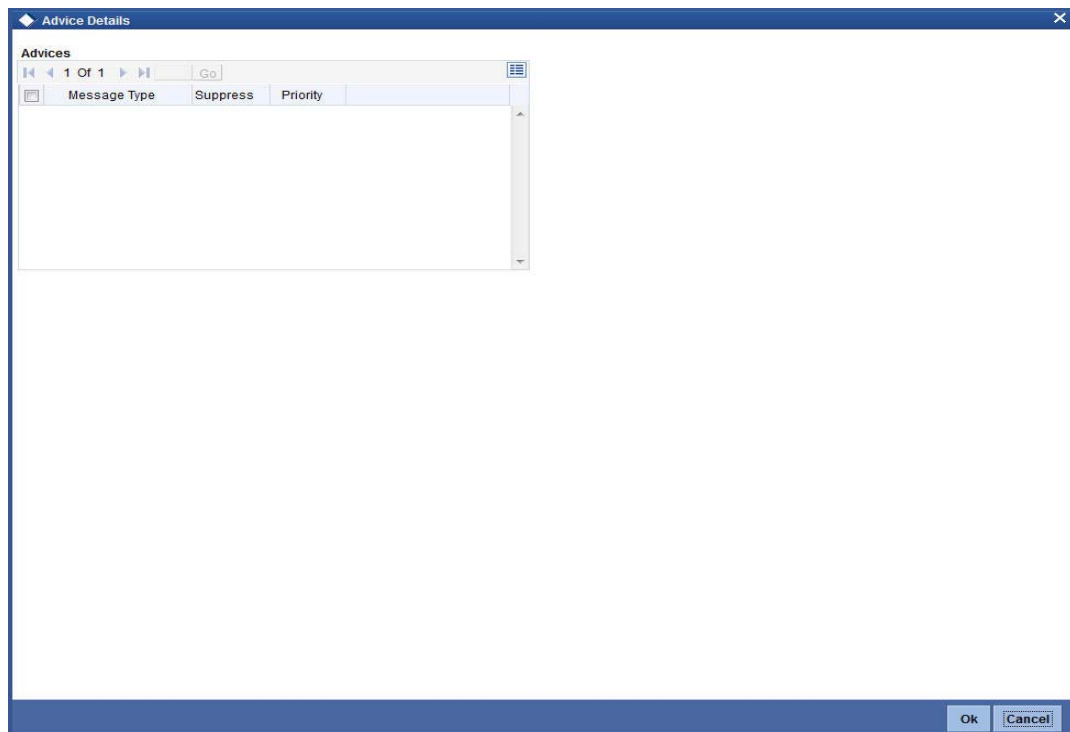 Advice Details
Advices
1 Of 1 Go
Message Type Suppress Priority
Ok Cancel